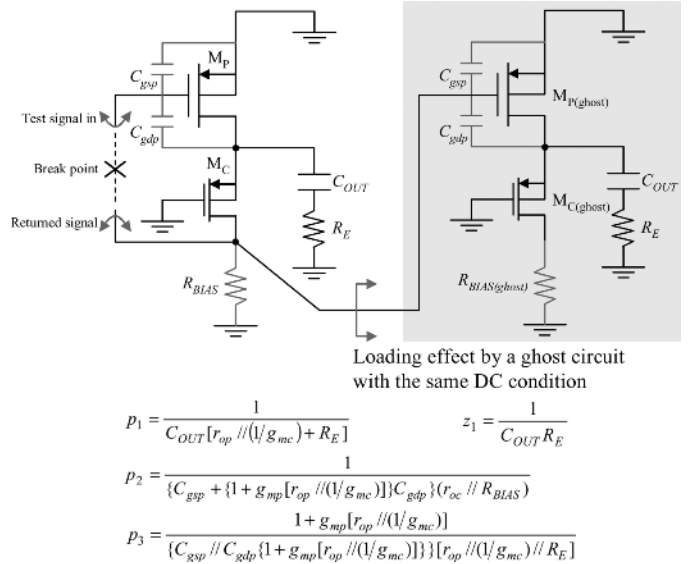 M_P
C_gsp
Test signal in
C_gdp
Break point
M_C
C_OUT
Returned signal
R_E
R_BIAS
C_gsp
M_P(ghost)
C_gdp
C_OUT
M_C(ghost)
R_E
R_BIAS(ghost)
Loading effect by a ghost circuit
with the same DC condition
p_1 = 1 / C_OUT[r_op //(1/g_mc)+ R_E]
z_1 = 1 / C_OUT R_E
p_2 = 1 / {C_gsp + {1 + g_mp[r_op //(1/g_mc)]}C_gdp}(r_oc // R_BIAS)
p_3 = 1 + g_mp[r_op //(1/g_mc)] / {C_gsp // C_gdp{1 + g_mp[r_op //(1/g_mc)]}}[r_op //(1/g_mc)// R_E]